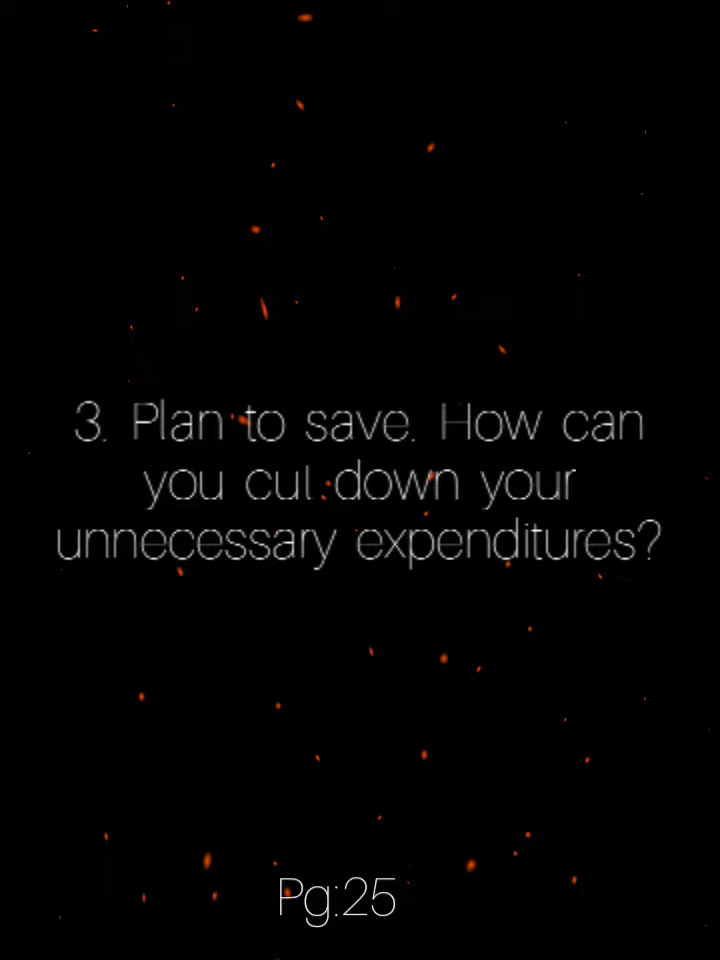 3. Plan to save. How can
you cut down your
unnecessary expenditures?
Pg:25